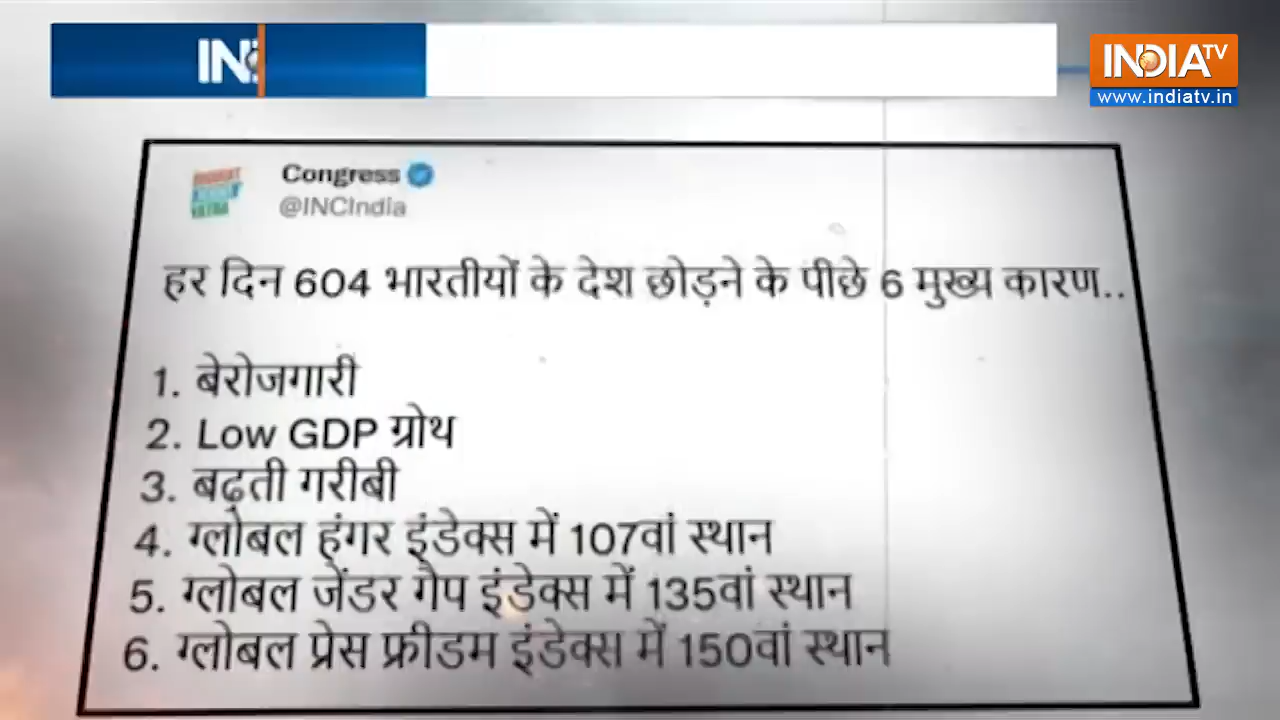 INDIA TV
www.indiatv.in
Congress
@INCIndia
हर दिन 604 भारतीयों के देश छोड़ने के पीछे 6 मुख्य कारण..
1. बेरोजगारी
2. Low GDP ग्रोथ
3. बढ़ती गरीबी
4. ग्लोबल हंगर इंडेक्स में 107वां स्थान
5. ग्लोबल जेंडर गैप इंडेक्स में 135वां स्थान
6. ग्लोबल प्रेस फ्रीडम इंडेक्स में 150वां स्थान